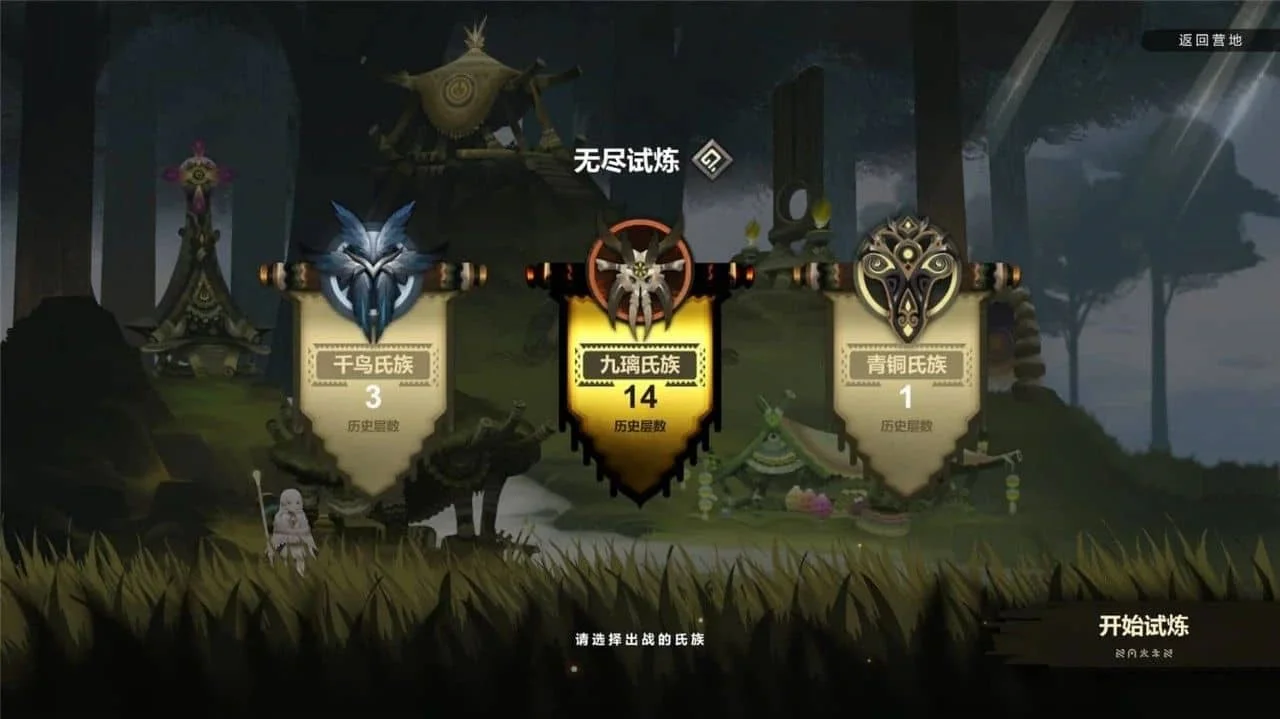 返回营地
无尽试炼
千鸟氏族
3
历史层数
九璃氏族
14
历史层数
青铜氏族
1
历史层数
请选择出战的氏族
开始试炼